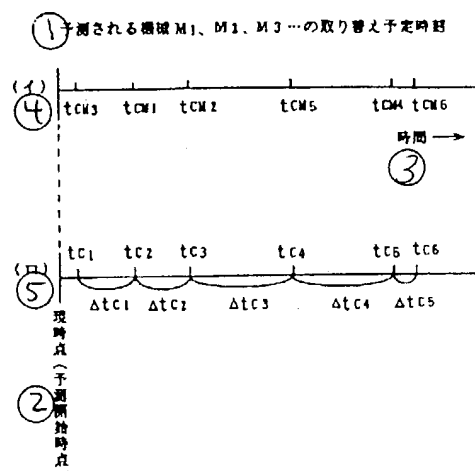 ① 予測される機械M1、M2、M3…の取り替え予定時刻
(イ)
④
tCM3 tCM1 tCM2 tCM5 tCM4 tCM6
時間 →
③
(ロ)
⑤
tC1 tC2 tC3 tC4 tC5 tC6
ΔtC1 ΔtC2 ΔtC3 ΔtC4 ΔtC5
現時点(予測開始時点
②